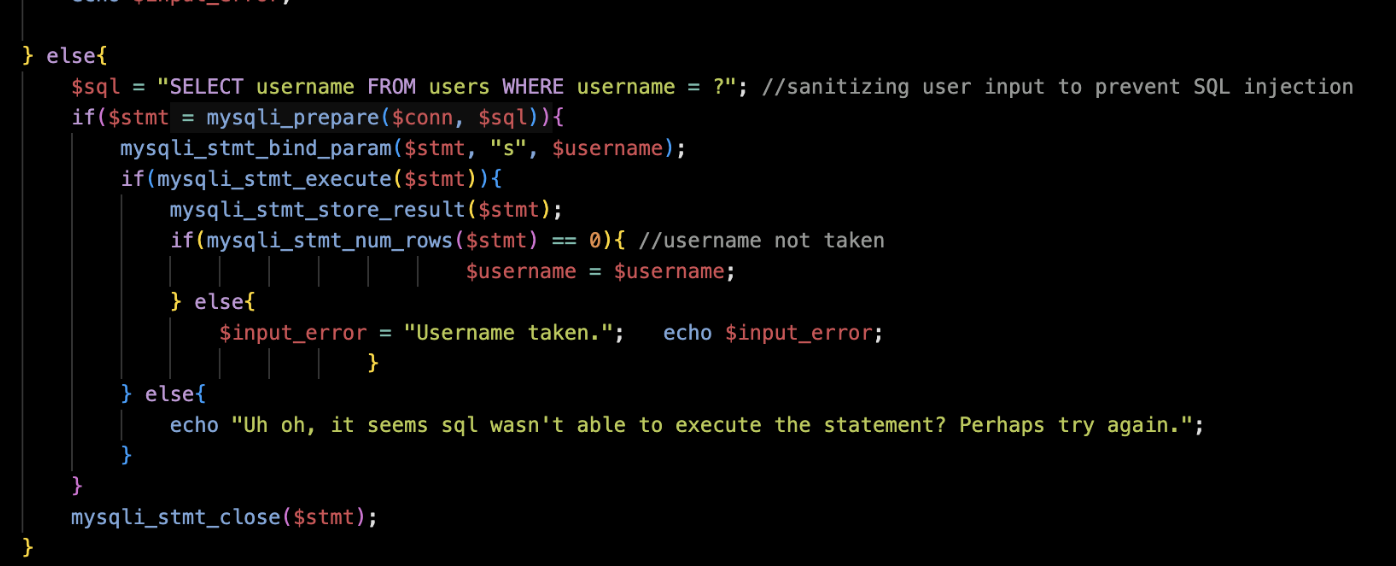 echo $input_error;
} else{
$sql = "SELECT username FROM users WHERE username = ?"; //sanitizing user input to prevent SQL injection
if($stmt = mysqli_prepare($conn, $sql)){
mysqli_stmt_bind_param($stmt, "s", $username);
if(mysqli_stmt_execute($stmt)){
mysqli_stmt_store_result($stmt);
if(mysqli_stmt_num_rows($stmt) == 0){ //username not taken
$username = $username;
} else{
$input_error = "Username taken."; echo $input_error;
}
} else{
echo "Uh oh, it seems sql wasn't able to execute the statement? Perhaps try again.";
}
}
mysqli_stmt_close($stmt);
}